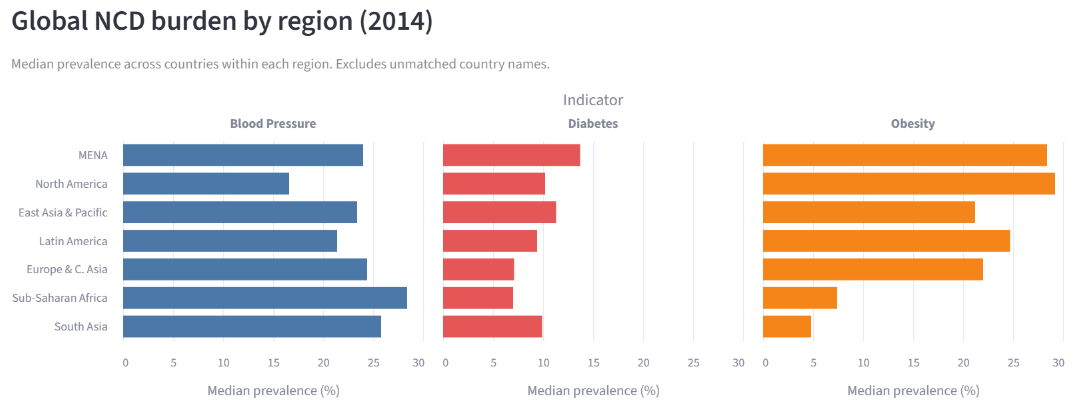 Global NCD burden by region (2014)
Median prevalence across countries within each region. Excludes unmatched country names.
Indicator
Blood Pressure Diabetes Obesity
MENA
North America
East Asia & Pacific
Latin America
Europe & C. Asia
Sub-Saharan Africa
South Asia
0 5 10 15 20 25 30 0 5 10 15 20 25 30 0 5 10 15 20 25 30
Median prevalence (%) Median prevalence (%) Median prevalence (%)